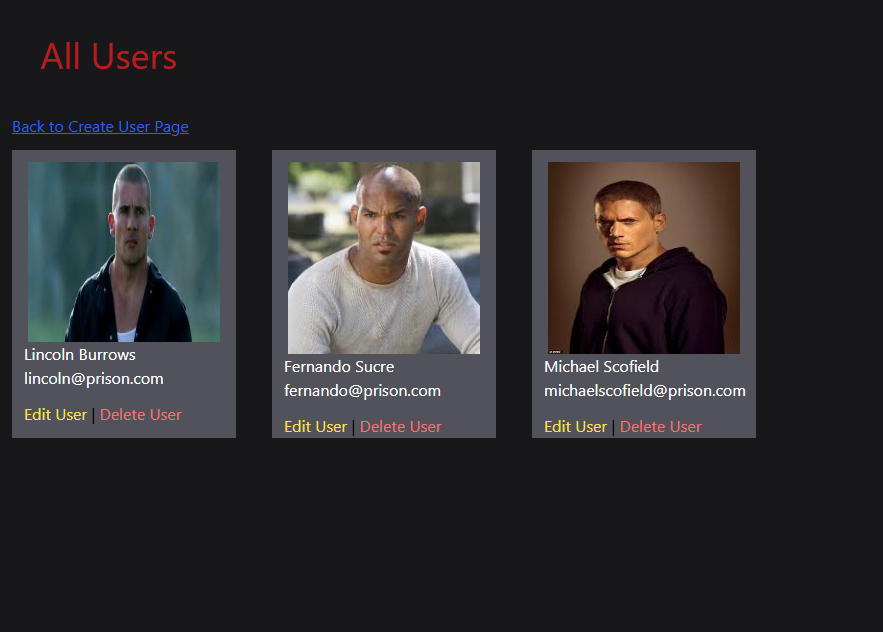 All Users
Back to Create User Page
Lincoln Burrows
lincoln@prison.com
Edit User | Delete User
Fernando Sucre
fernando@prison.com
Edit User | Delete User
Michael Scofield
michaelscofield@prison.com
Edit User | Delete User